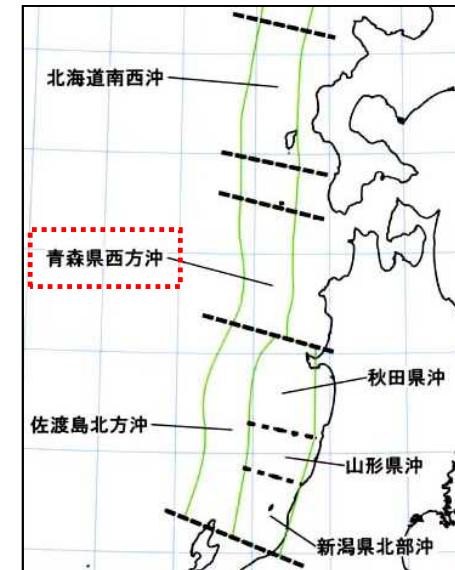 北海道南西沖
青森県西方沖
秋田県沖
佐渡島北方沖
山形県沖
新潟県北部沖